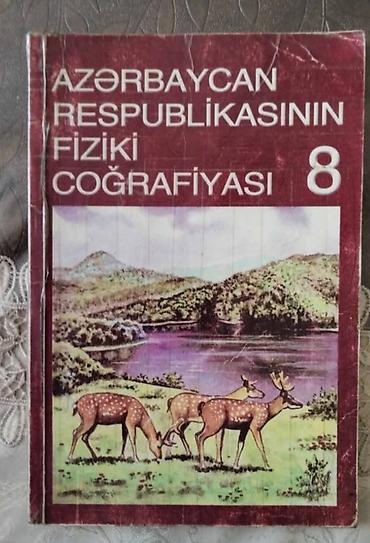 AZƏRBAYCAN
RESPUBLİKASININ
FİZİKİ
COĞRAFİYASI 8